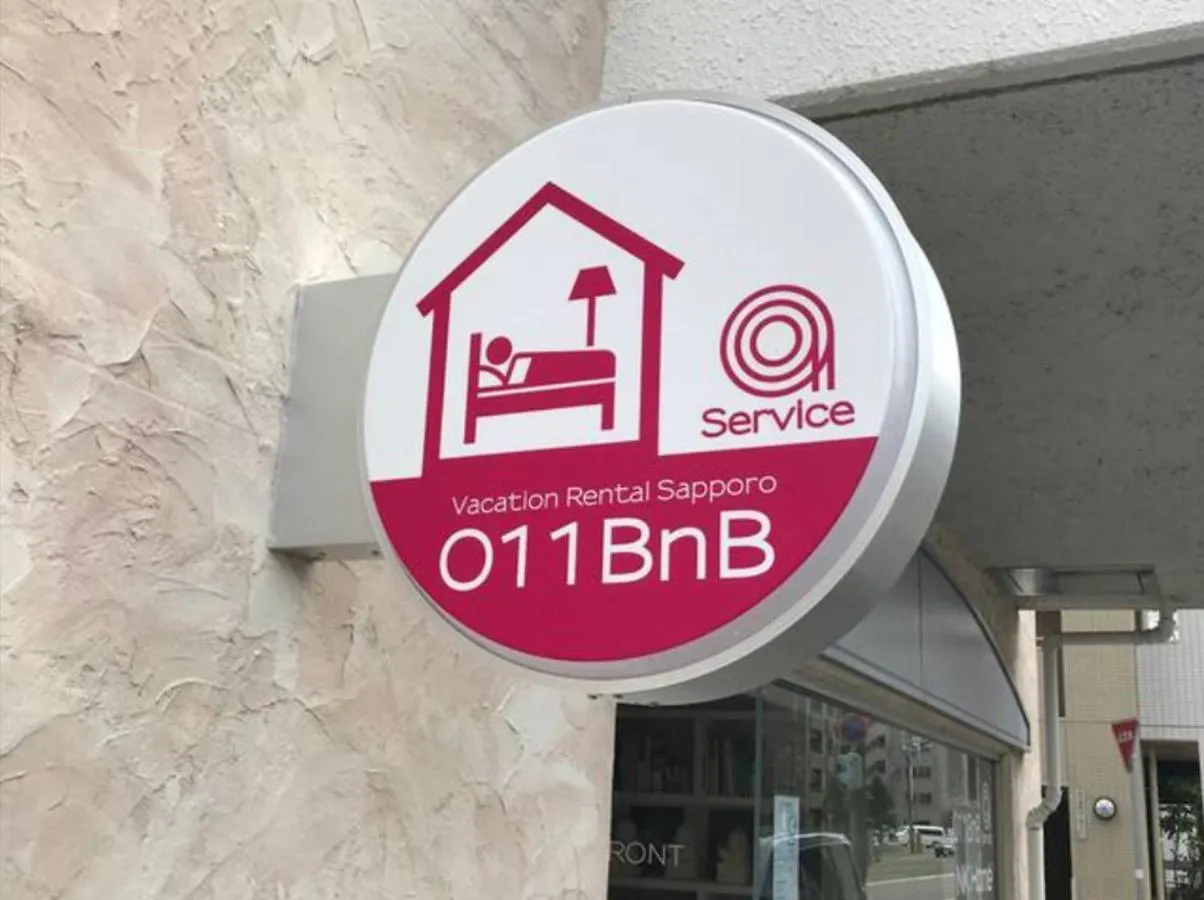 Service
Vacation Rental Sapporo
011BnB
RONT